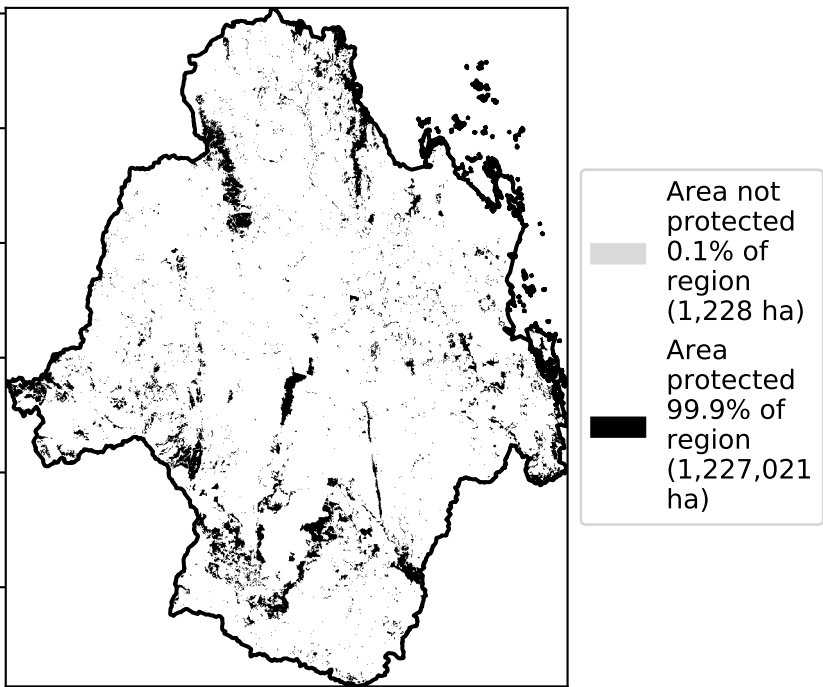 Area not
protected
0.1% of
region
(1,228 ha)
Area
protected
99.9% of
region
(1,227,021
ha)